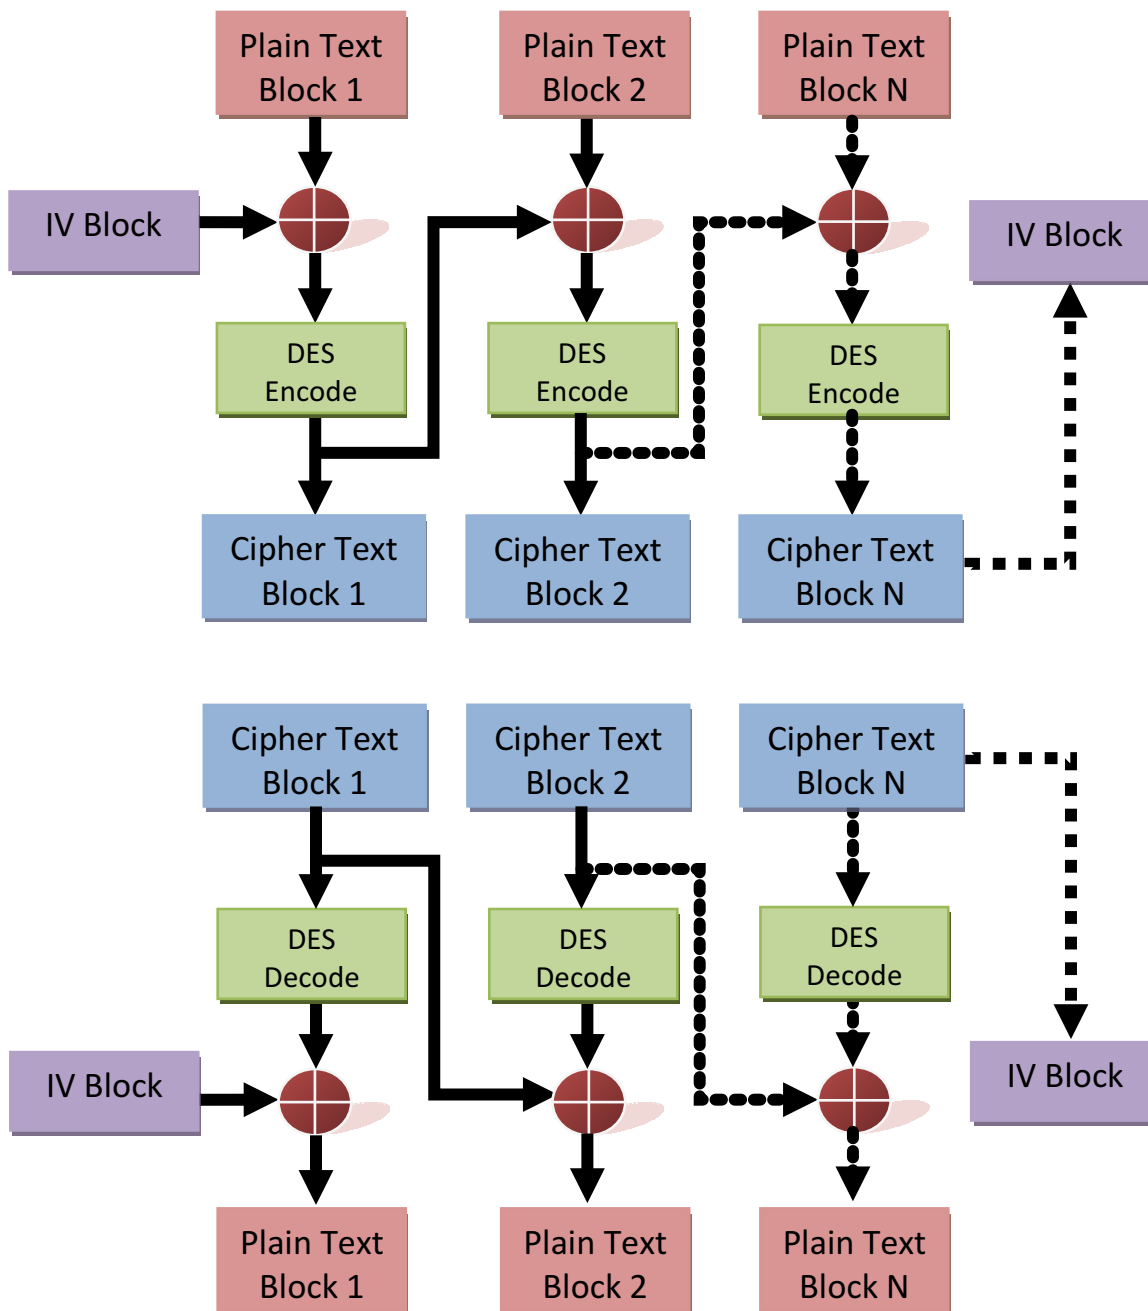 Plain Text
Block 1
Plain Text
Block 2
Plain Text
Block N
IV Block
IV Block
DES
Encode
DES
Encode
DES
Encode
Cipher Text
Block 1
Cipher Text
Block 2
Cipher Text
Block N
Cipher Text
Block 1
Cipher Text
Block 2
Cipher Text
Block N
DES
Decode
DES
Decode
DES
Decode
IV Block
IV Block
Plain Text
Block 1
Plain Text
Block 2
Plain Text
Block N